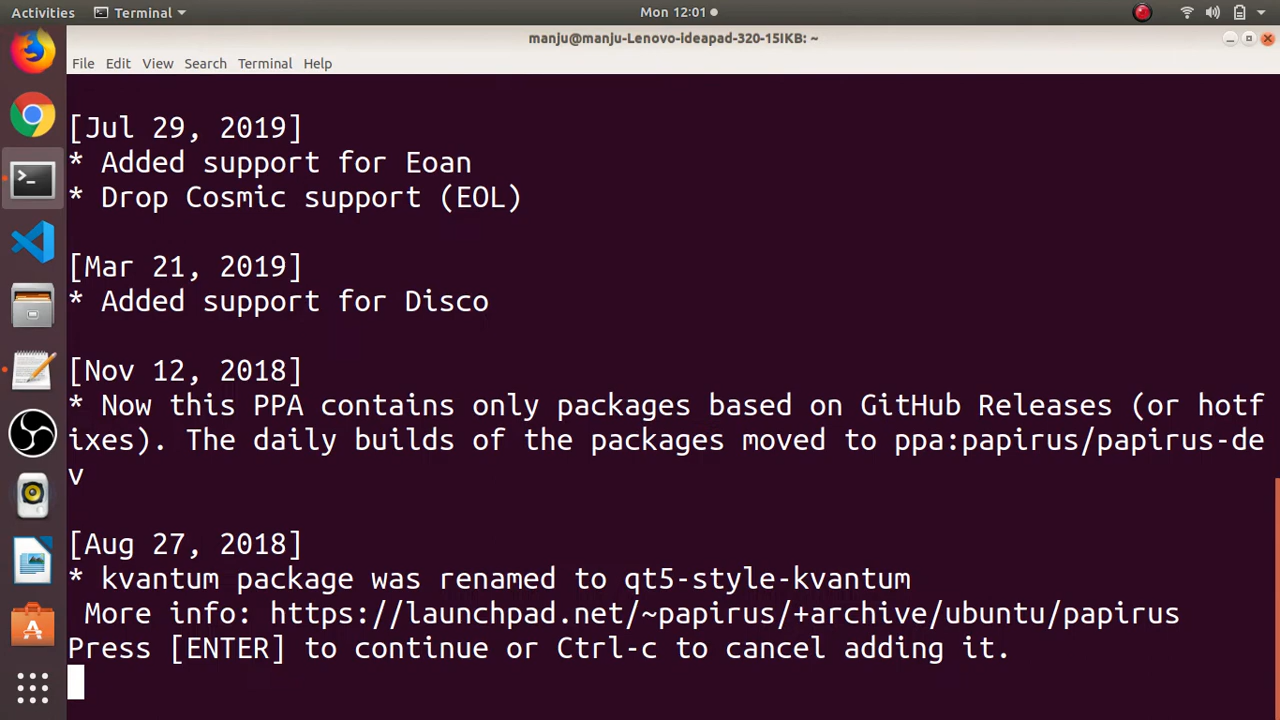 Activities Terminal Mon 12:01
manju@manju-Lenovo-ideapad-320-15IKB: ~
File Edit View Search Terminal Help
[Jul 29, 2019]
* Added support for Eoan
* Drop Cosmic support (EOL)
[Mar 21, 2019]
* Added support for Disco
[Nov 12, 2018]
* Now this PPA contains only packages based on GitHub Releases (or hotf
ixes). The daily builds of the packages moved to ppa:papirus/papirus-de
v
[Aug 27, 2018]
* kvantum package was renamed to qt5-style-kvantum
More info: https://launchpad.net/~papirus/+archive/ubuntu/papirus
Press [ENTER] to continue or Ctrl-c to cancel adding it.